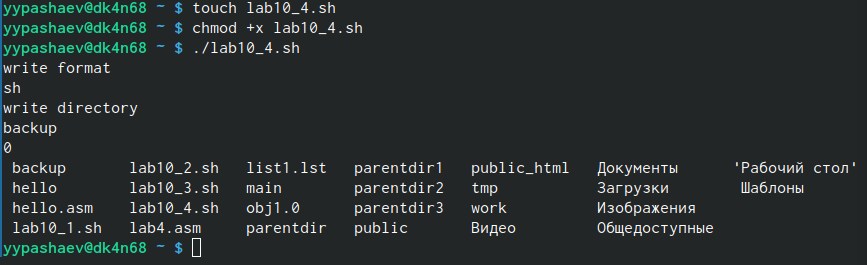 yypashaev@dk4n68 ~ $ touch lab10_4.sh
yypashaev@dk4n68 ~ $ chmod +x lab10_4.sh
yypashaev@dk4n68 ~ $ ./lab10_4.sh
write format
sh
write directory
backup
0
backup lab10_2.sh list1.lst parentdir1 public_html Документы 'Рабочий стол'
hello lab10_3.sh main parentdir2 tmp Загрузки Шаблоны
hello.asm lab10_4.sh obj1.0 parentdir3 work Изображения
lab10_1.sh lab4.asm parentdir public Видео Общедоступные
yypashaev@dk4n68 ~ $